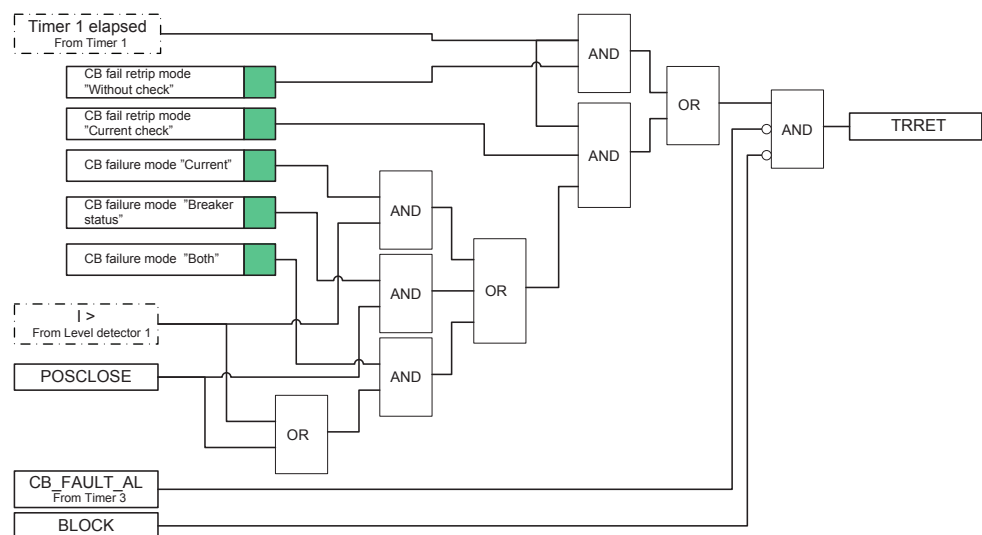 Timer 1 elapsed
From Timer 1
CB fail retrip mode
"Without check"
CB fail retrip mode
"Current check"
CB failure mode "Current"
CB failure mode "Breaker
status"
CB failure mode "Both"
I >
From Level detector 1
POSCLOSE
CB_FAULT_AL
From Timer 3
BLOCK
AND
AND
AND
AND
AND
OR
OR
OR
AND
TRRET